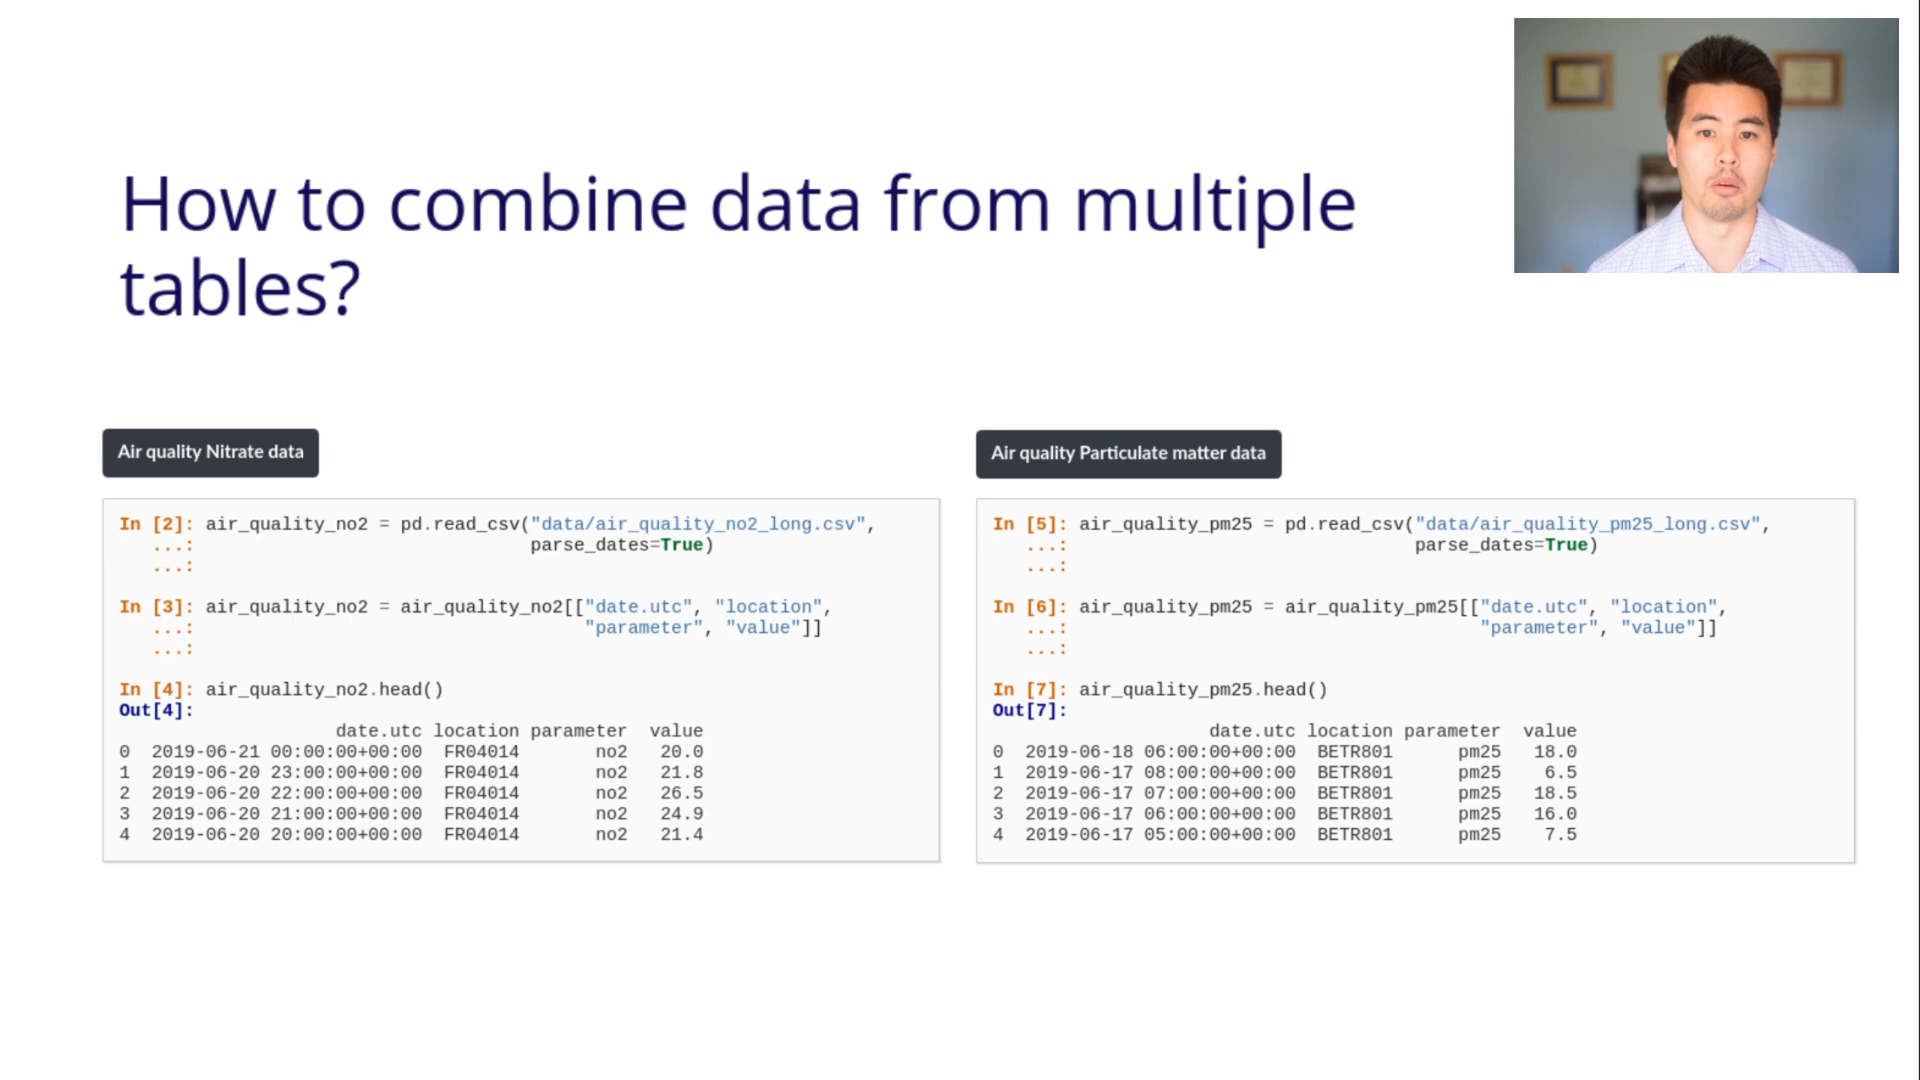 How to combine data from multiple
tables?
Air quality Nitrate data
In [2]: air_quality_no2 = pd.read_csv("data/air_quality_no2_long.csv",
...: parse_dates=True)
...:
In [3]: air_quality_no2 = air_quality_no2[["date.utc", "location",
...: "parameter", "value"]]
...:
In [4]: air_quality_no2.head()
Out[4]:
date.utc location parameter value
0 2019-06-21 00:00:00+00:00 FR04014 no2 20.0
1 2019-06-20 23:00:00+00:00 FR04014 no2 21.8
2 2019-06-20 22:00:00+00:00 FR04014 no2 26.5
3 2019-06-20 21:00:00+00:00 FR04014 no2 24.9
4 2019-06-20 20:00:00+00:00 FR04014 no2 21.4
Air quality Particulate matter data
In [5]: air_quality_pm25 = pd.read_csv("data/air_quality_pm25_long.csv",
...: parse_dates=True)
...:
In [6]: air_quality_pm25 = air_quality_pm25[["date.utc", "location",
...: "parameter", "value"]]
...:
In [7]: air_quality_pm25.head()
Out[7]:
date.utc location parameter value
0 2019-06-18 06:00:00+00:00 BETR801 pm25 18.0
1 2019-06-17 08:00:00+00:00 BETR801 pm25 6.5
2 2019-06-17 07:00:00+00:00 BETR801 pm25 18.5
3 2019-06-17 06:00:00+00:00 BETR801 pm25 16.0
4 2019-06-17 05:00:00+00:00 BETR801 pm25 7.5